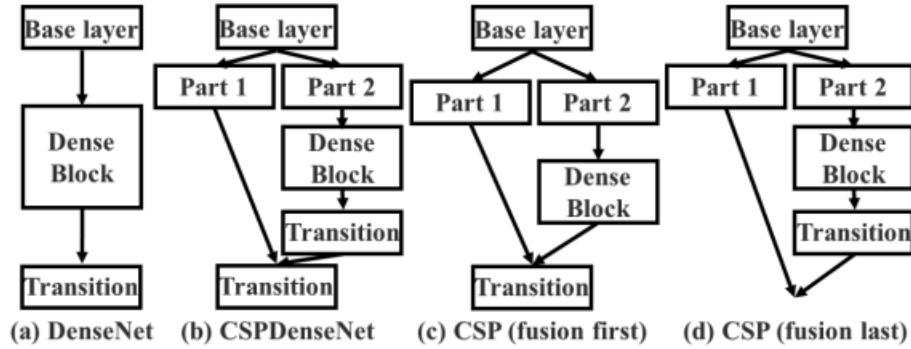 Base layer
Dense
Block
Transition
(a) DenseNet
Base layer
Part 1
Part 2
Dense
Block
Transition
Transition
(b) CSPDenseNet
Base layer
Part 1
Part 2
Dense
Block
Transition
(c) CSP (fusion first)
Base layer
Part 1
Part 2
Dense
Block
Transition
(d) CSP (fusion last)